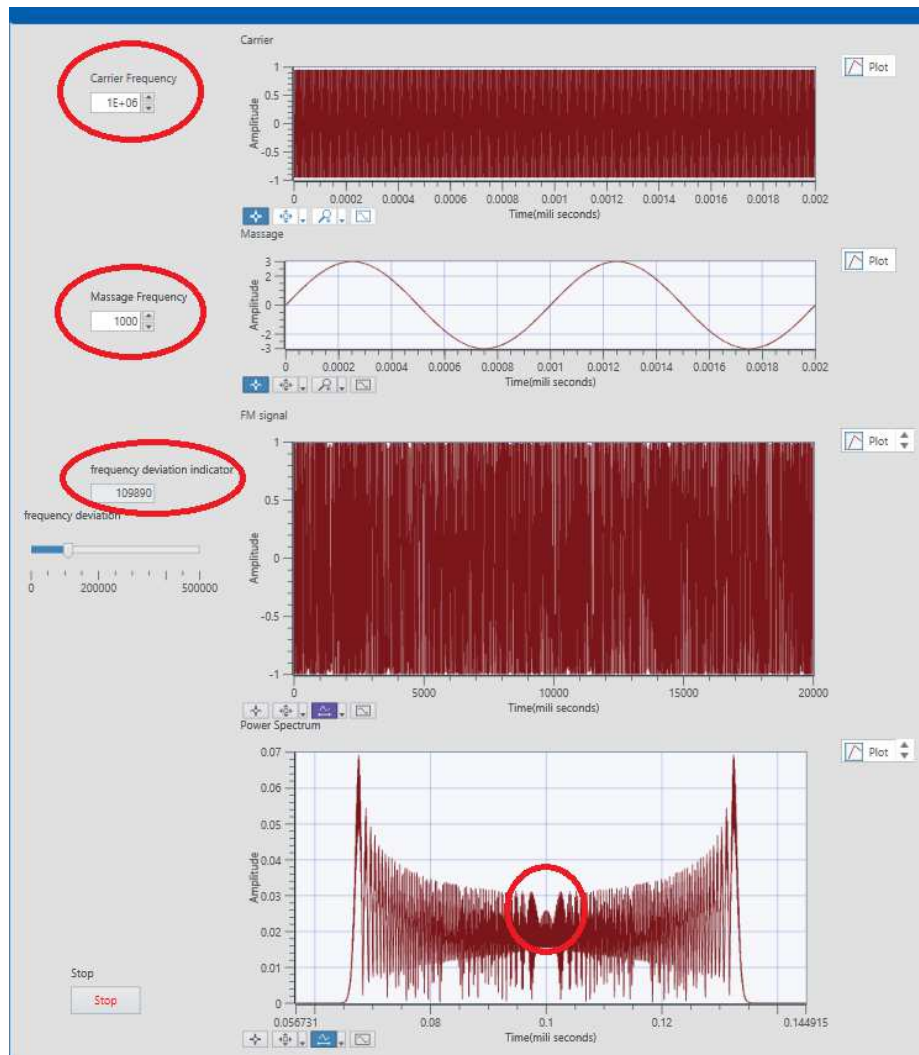 Carrier
Carrier Frequency
1E+06
Amplitude
1
0.5
0
-0.5
-1
0 0.0002 0.0004 0.0006 0.0008 0.001 0.0012 0.0014 0.0016 0.0018 0.002
Time(mili seconds)
Plot
Massage
Massage Frequency
1000
Amplitude
3
2
0
-2
-3
0 0.0002 0.0004 0.0006 0.0008 0.001 0.0012 0.0014 0.0016 0.0018 0.002
Time(mili seconds)
Plot
FM signal
frequency deviation indicator
109890
frequency deviation
0 200000 500000
Amplitude
1
0.5
0
-0.5
-1
0 5000 10000 15000 20000
Time(mili seconds)
Plot
Power Spectrum
Amplitude
0.07
0.06
0.05
0.04
0.03
0.02
0.01
0
0.056731 0.08 0.1 0.12 0.144915
Time(mili seconds)
Plot
Stop
Stop